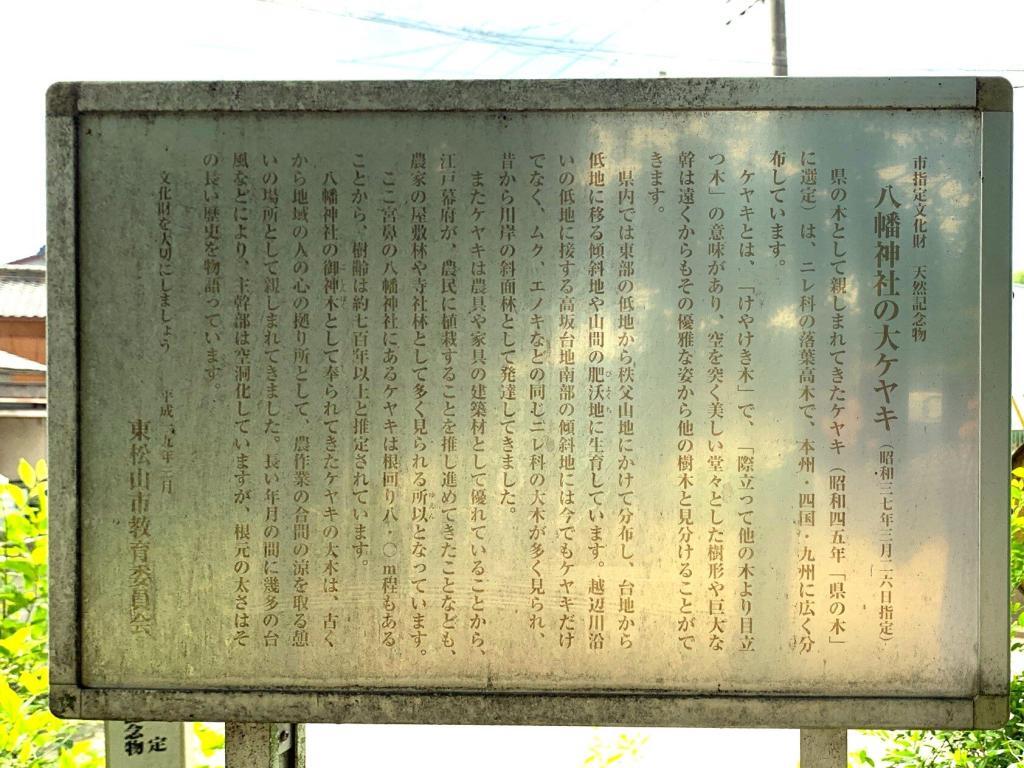 市指定文化財 天然記念物
八幡神社の大ケヤキ（昭和三七年三月二六日指定）
県の木として親しまれてきたケヤキ（昭和四五年「県の木」
に選定）は、ニレ科の落葉高木で、本州・四国・九州に広く分
布しています。
ケヤキとは、「けやけき木」で、「際立って他の木より目立
つ木」の意味があり、空を突く美しい堂々とした樹形や巨大な
幹は遠くからもその優雅な姿から他の樹木と見分けることがで
きます。
県内では東部の低地から秩父山地にかけて分布し、台地から
低地に移る傾斜地や山間の肥沃地に生育しています。越辺川沿
いの低地に接する高坂台地南部の傾斜地には今でもケヤキだけ
でなく、ムク、エノキなどの同じニレ科の大木が多く見られ、
昔から川岸の斜面林として発達してきました。
またケヤキは農具や家具の建築材として優れていることから、
江戸幕府が、農民に植栽することを推し進めてきたことなども、
農家の屋敷林や寺社林として多く見られる所以となっています。
ここ宮鼻の八幡神社にあるケヤキは根回り八・〇m程もある
ことから、樹齢は約七百年以上と推定されています。
八幡神社の御神木として奉られてきたケヤキの大木は、古く
から地域の人の心の拠り所として、農作業の合間の涼を取る憩
いの場所として親しまれてきました。長い年月の間に幾多の台
風などにより、主幹部は空洞化していますが、根元の太さはそ
の長い歴史を物語っています。
文化財を大切にしましょう
平成 九年三月
東松山市教育委員会
定
念物